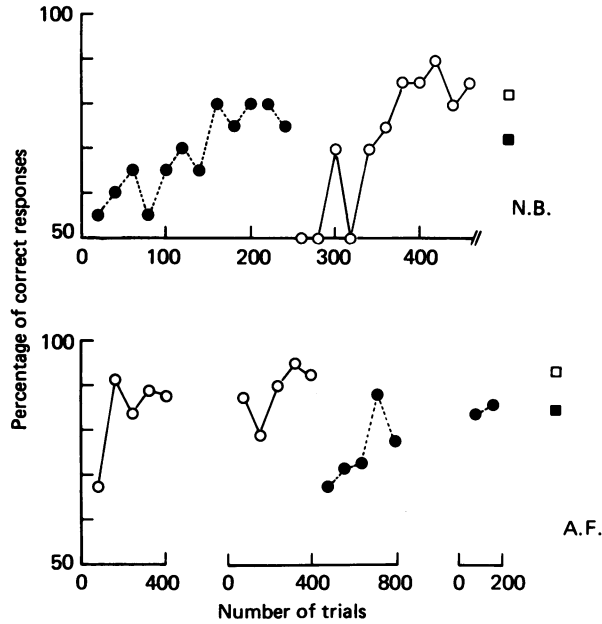 100
50
0 100 200 300 400
N.B.
Percentage of correct responses
100
50
0 400 0 400 800 0 200
A.F.
Number of trials